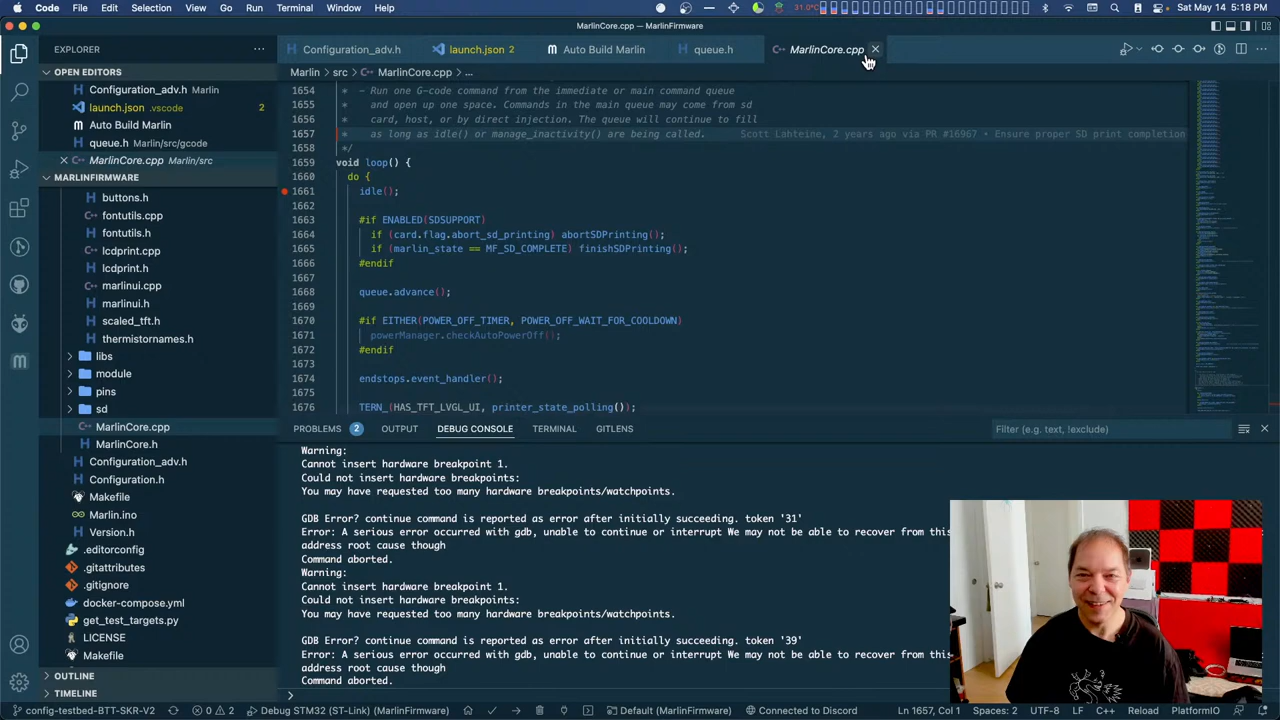 Code File Edit Selection View Go Run Terminal Window Help 31.0°C Sat May 14 5:18 PM
MarlinCore.cpp — MarlinFirmware
EXPLORER
Configuration_adv.h launch.json 2 Auto Build Marlin queue.h MarlinCore.cpp
OPEN EDITORS
Configuration_adv.h Marlin
launch.json .vscode 2
Auto Build Marlin
queue.h Marlin/src/gcode
MarlinCore.cpp Marlin/src
MARLINFIRMWARE
buttons.h
fontutils.cpp
fontutils.h
lcdprint.cpp
lcdprint.h
marlinui.cpp
marlinui.h
scaled_tft.h
thermistornames.h
libs
module
pins
sd
MarlinCore.cpp
MarlinCore.h
Configuration_adv.h
Configuration.h
Makefile
Marlin.ino
Version.h
.editorconfig
.gitattributes
.gitignore
docker-compose.yml
get_test_targets.py
LICENSE
Makefile
OUTLINE
TIMELINE
Marlin > src > MarlinCore.cpp > ...
1654 * - Run one G-code command from the immediate or main command queue
1655 * and open up one space. Commands in the main queue may come from sd
1656 * card, host, or by direct injection. The queue will continue to fill
1657 * as long as idle() or manage_inactivity() are being called. Scott Lahteine, 2 years ago via PR #16967 • Ensure proper SD print completion
1658 */
1659 void loop() {
1660 do {
1661 idle();
1662
1663 #if ENABLED(SDSUPPORT)
1664 if (card.flag.abort_sd_printing) abortSDPrinting();
1665 if (marlin_state == MF_SD_COMPLETE) finishSDPrinting();
1666 #endif
1667
1668 queue.advance();
1669
1670 #if EITHER(POWER_OFF_TIMER, POWER_OFF_WAIT_FOR_COOLDOWN)
1671 powerManager.checkAutoPowerOff();
1672 #endif
1673
1674 endstops.event_handler();
1675
1676 TERN_(HAS_TFT_LVGL_UI, printer_state_polling());
PROBLEMS 2 OUTPUT DEBUG CONSOLE TERMINAL GITLENS Filter (e.g. text, !exclude)
Warning:
Cannot insert hardware breakpoint 1.
Could not insert hardware breakpoints:
You may have requested too many hardware breakpoints/watchpoints.
GDB Error? continue command is reported as error after initially succeeding. token '31'
Error: A serious error occurred with gdb, unable to continue or interrupt We may not be able to recover from this
address root cause though
Command aborted.
Warning:
Cannot insert hardware breakpoint 1.
Could not insert hardware breakpoints:
You may have requested too many hardware breakpoints/watchpoints.
GDB Error? continue command is reported as error after initially succeeding. token '39'
Error: A serious error occurred with gdb, unable to continue or interrupt We may not be able to recover from this
address root cause though
Command aborted.
config-testbed-BTT-SKR-V2 0 2 Debug STM32 (ST-Link) (MarlinFirmware) Default (MarlinFirmware) Connected to Discord Ln 1657, Col 1 Spaces: 2 UTF-8 LF C++ Reload PlatformIO